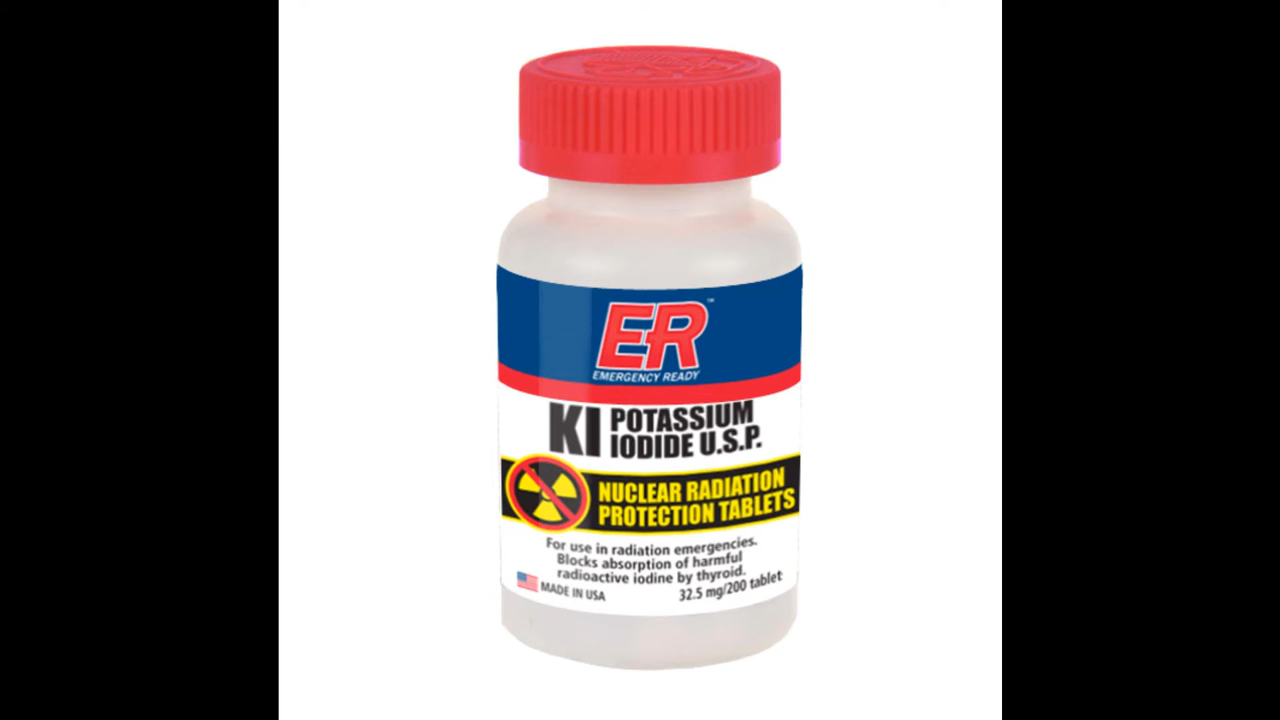 ER™
EMERGENCY READY
KI POTASSIUM
IODIDE U.S.P.
NUCLEAR RADIATION
PROTECTION TABLETS
For use in radiation emergencies.
Blocks absorption of harmful
radioactive iodine by thyroid.
MADE IN USA
32.5 mg/200 tablet